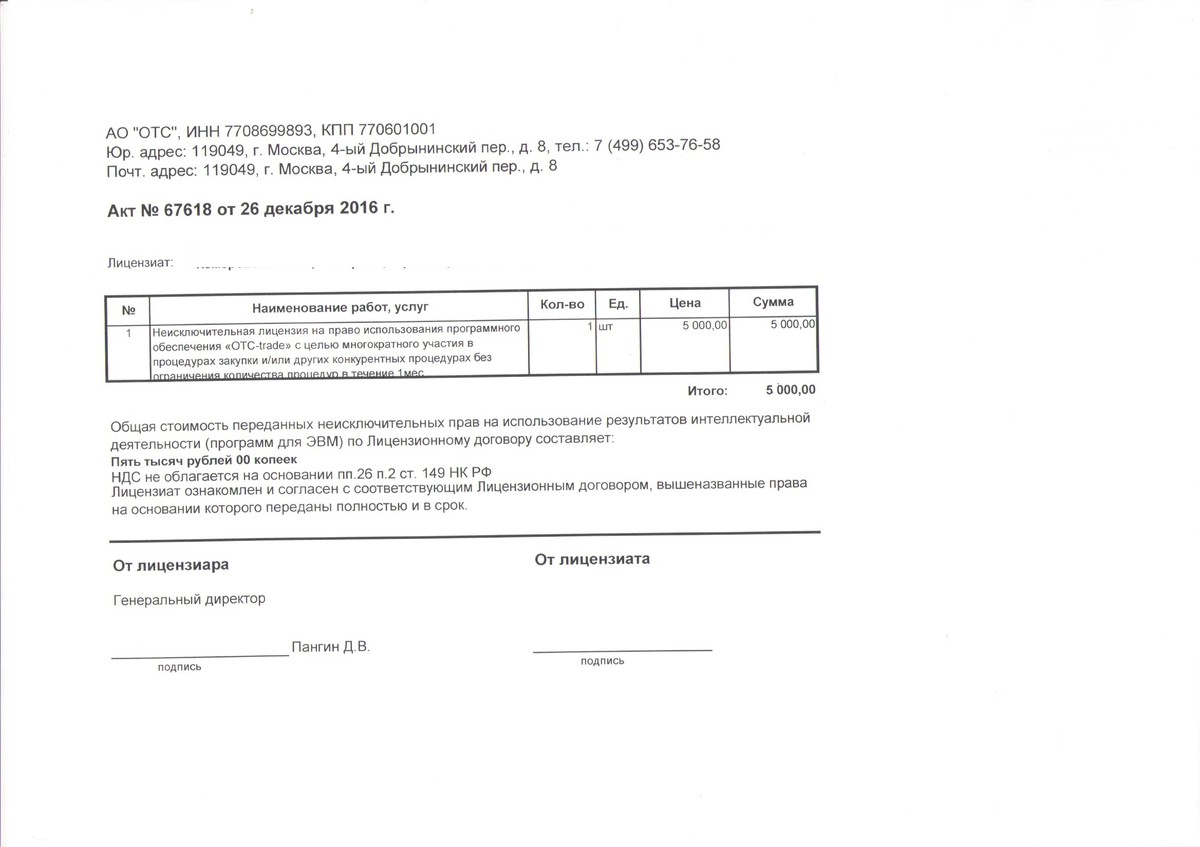 АО "ОТС", ИНН 7708699893, КПП 770601001
Юр. адрес: 119049, г. Москва, 4-ый Добрынинский пер., д. 8, тел.: 7 (499) 653-76-58
Почт. адрес: 119049, г. Москва, 4-ый Добрынинский пер., д. 8
Акт № 67618 от 26 декабря 2016 г.
Лицензиат:
№ Наименование работ, услуг Кол-во Ед. Цена Сумма
1 Неисключительная лицензия на право использования программного 1 шт 5 000,00 5 000,00
обеспечения «OTC-trade» с целью многократного участия в
процедурах закупки и/или других конкурентных процедурах без
ограничения количества процедур в течение 1мес
Итого: 5 000,00
Общая стоимость переданных неисключительных прав на использование результатов интеллектуальной
деятельности (программ для ЭВМ) по Лицензионному договору составляет:
Пять тысяч рублей 00 копеек
НДС не облагается на основании пп.26 п.2 ст. 149 НК РФ
Лицензиат ознакомлен и согласен с соответствующим Лицензионным договором, вышеназванные права
на основании которого переданы полностью и в срок.
От лицензиара От лицензиата
Генеральный директор
Пангин Д.В.
подпись подпись